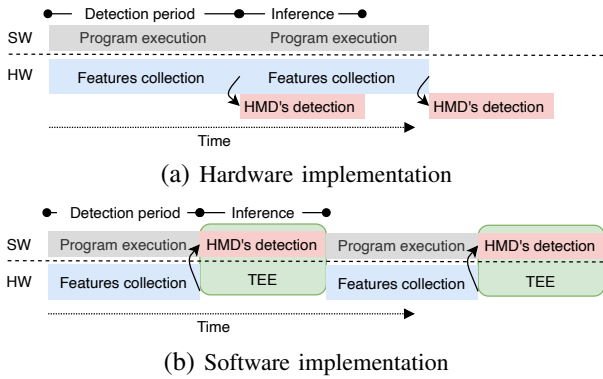 Detection period Inference
SW Program execution Program execution
HW Features collection Features collection
HMD's detection HMD's detection
Time
(a) Hardware implementation
Detection period Inference
SW Program execution HMD's detection Program execution HMD's detection
HW Features collection TEE Features collection TEE
Time
(b) Software implementation